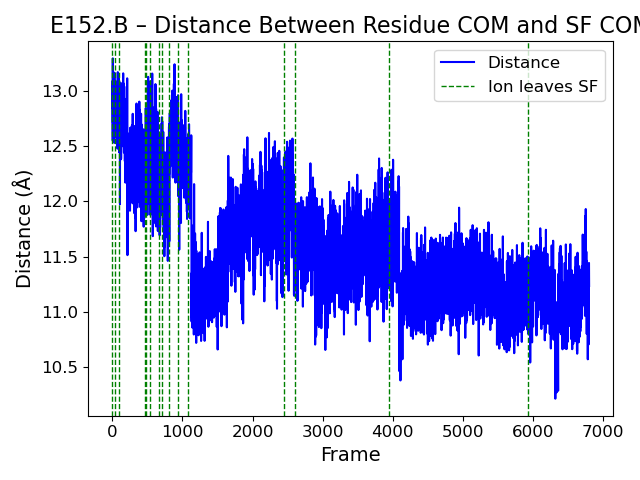 E152.B – Distance Between Residue COM and SF COM
Distance
Ion leaves SF
Distance (Å)
13.0
12.5
12.0
11.5
11.0
10.5
0 1000 2000 3000 4000 5000 6000 7000
Frame